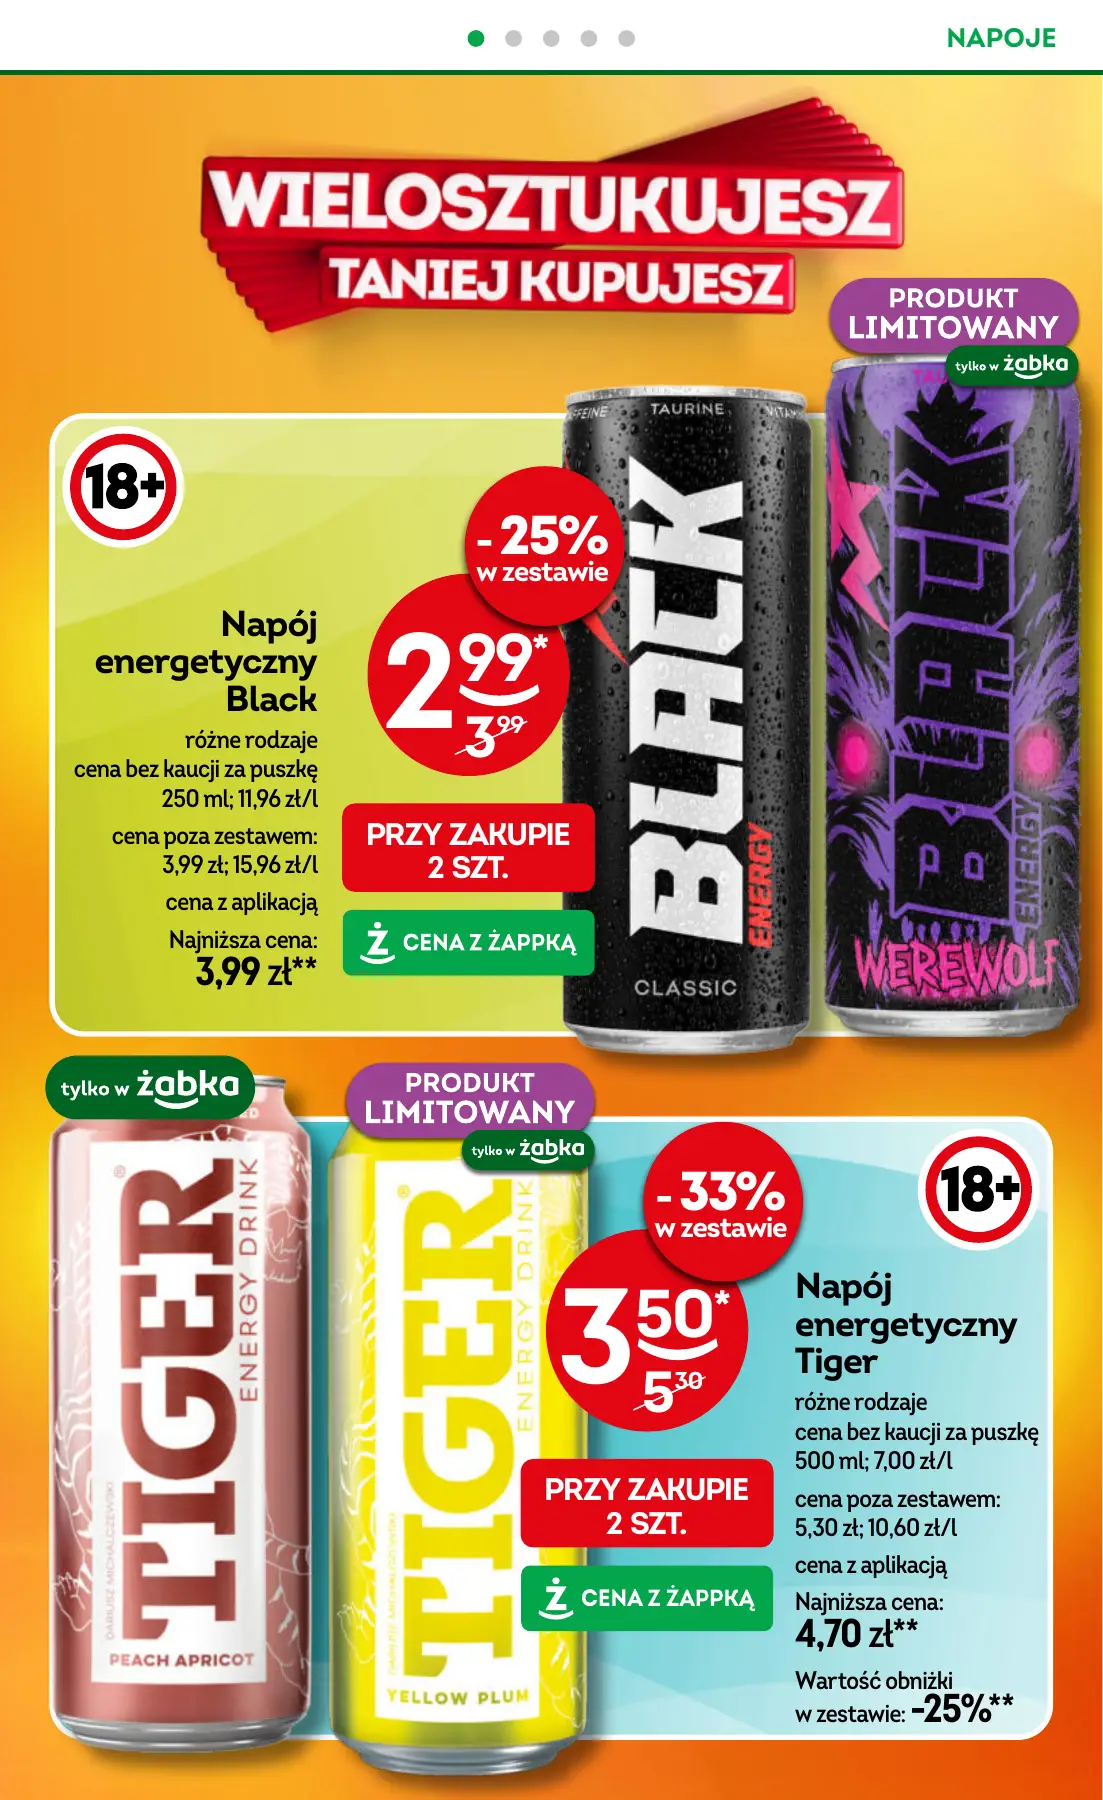 NAPOJE
WIELOSZTUKUJESZ
TANIEJ KUPUJESZ
PRODUKT
LIMITOWANY
tylko w żabka
18+
TAURINE
- 25%
w zestawie
2 99*
3 99
Napój
energetyczny
Black
różne rodzaje
cena bez kaucji za puszkę
250 ml; 11,96 zł/l
cena poza zestawem:
3,99 zł; 15,96 zł/l
cena z aplikacją
Najniższa cena:
3,99 zł**
PRZY ZAKUPIE
2 SZT.
ż CENA Z ŻAPPKĄ
BLACK
ENERGY
CLASSIC
BLACK
ENERGY
WEREWOLF
tylko w żabka
TIGER
ENERGY DRINK
DARIUSZ MICHALCZEWSKI
PEACH APRICOT
PRODUKT
LIMITOWANY
tylko w żabka
TIGER
ENERGY DRINK
DARIUSZ MICHALCZEWSKI
YELLOW PLUM
- 33%
w zestawie
3 50*
5 30
PRZY ZAKUPIE
2 SZT.
ż CENA Z ŻAPPKĄ
18+
Napój
energetyczny
Tiger
różne rodzaje
cena bez kaucji za puszkę
500 ml; 7,00 zł/l
cena poza zestawem:
5,30 zł; 10,60 zł/l
cena z aplikacją
Najniższa cena:
4,70 zł**
Wartość obniżki
w zestawie: -25%**